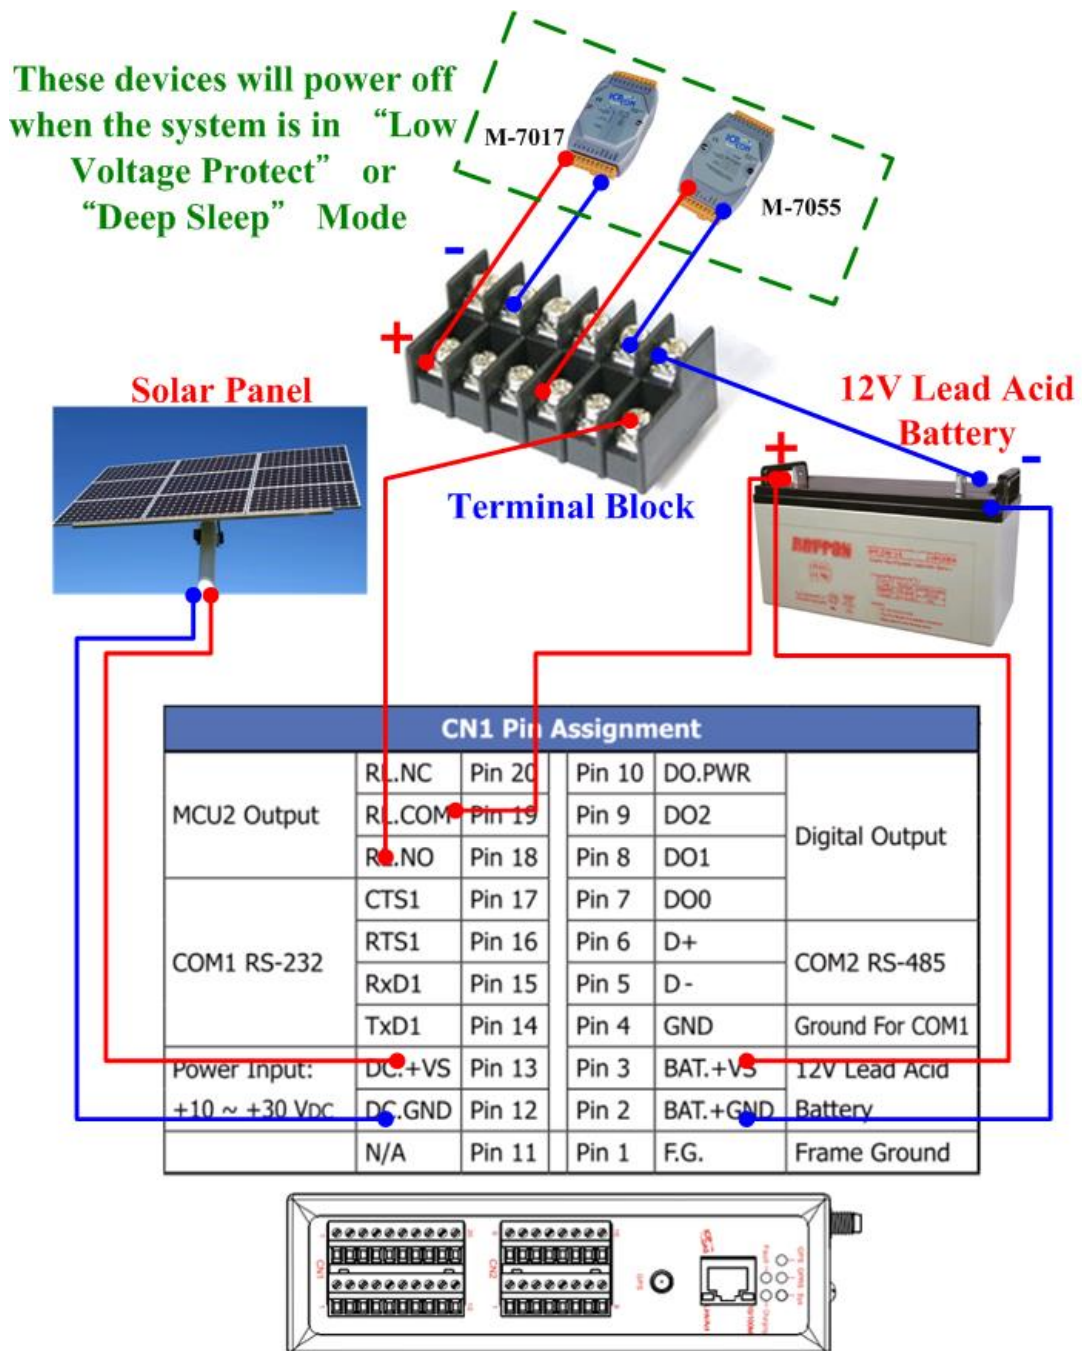 These devices will power off
when the system is in “Low
Voltage Protect” or
“Deep Sleep” Mode
M-7017
M-7055
-
+
Solar Panel
12V Lead Acid
Battery
+
-
Terminal Block
CN1 Pin Assignment
MCU2 Output
RL.NC Pin 20 Pin 10 DO.PWR
RL.COM Pin 19 Pin 9 DO2
RL.NO Pin 18 Pin 8 DO1
Digital Output
CTS1 Pin 17 Pin 7 DO0
COM1 RS-232
RTS1 Pin 16 Pin 6 D+
RxD1 Pin 15 Pin 5 D-
COM2 RS-485
TxD1 Pin 14 Pin 4 GND Ground For COM1
Power Input: DC.+VS Pin 13 Pin 3 BAT.+VS 12V Lead Acid
+10 ~ +30 VDC DC.GND Pin 12 Pin 2 BAT.+GND Battery
N/A Pin 11 Pin 1 F.G. Frame Ground
CN1
CN2
GPS